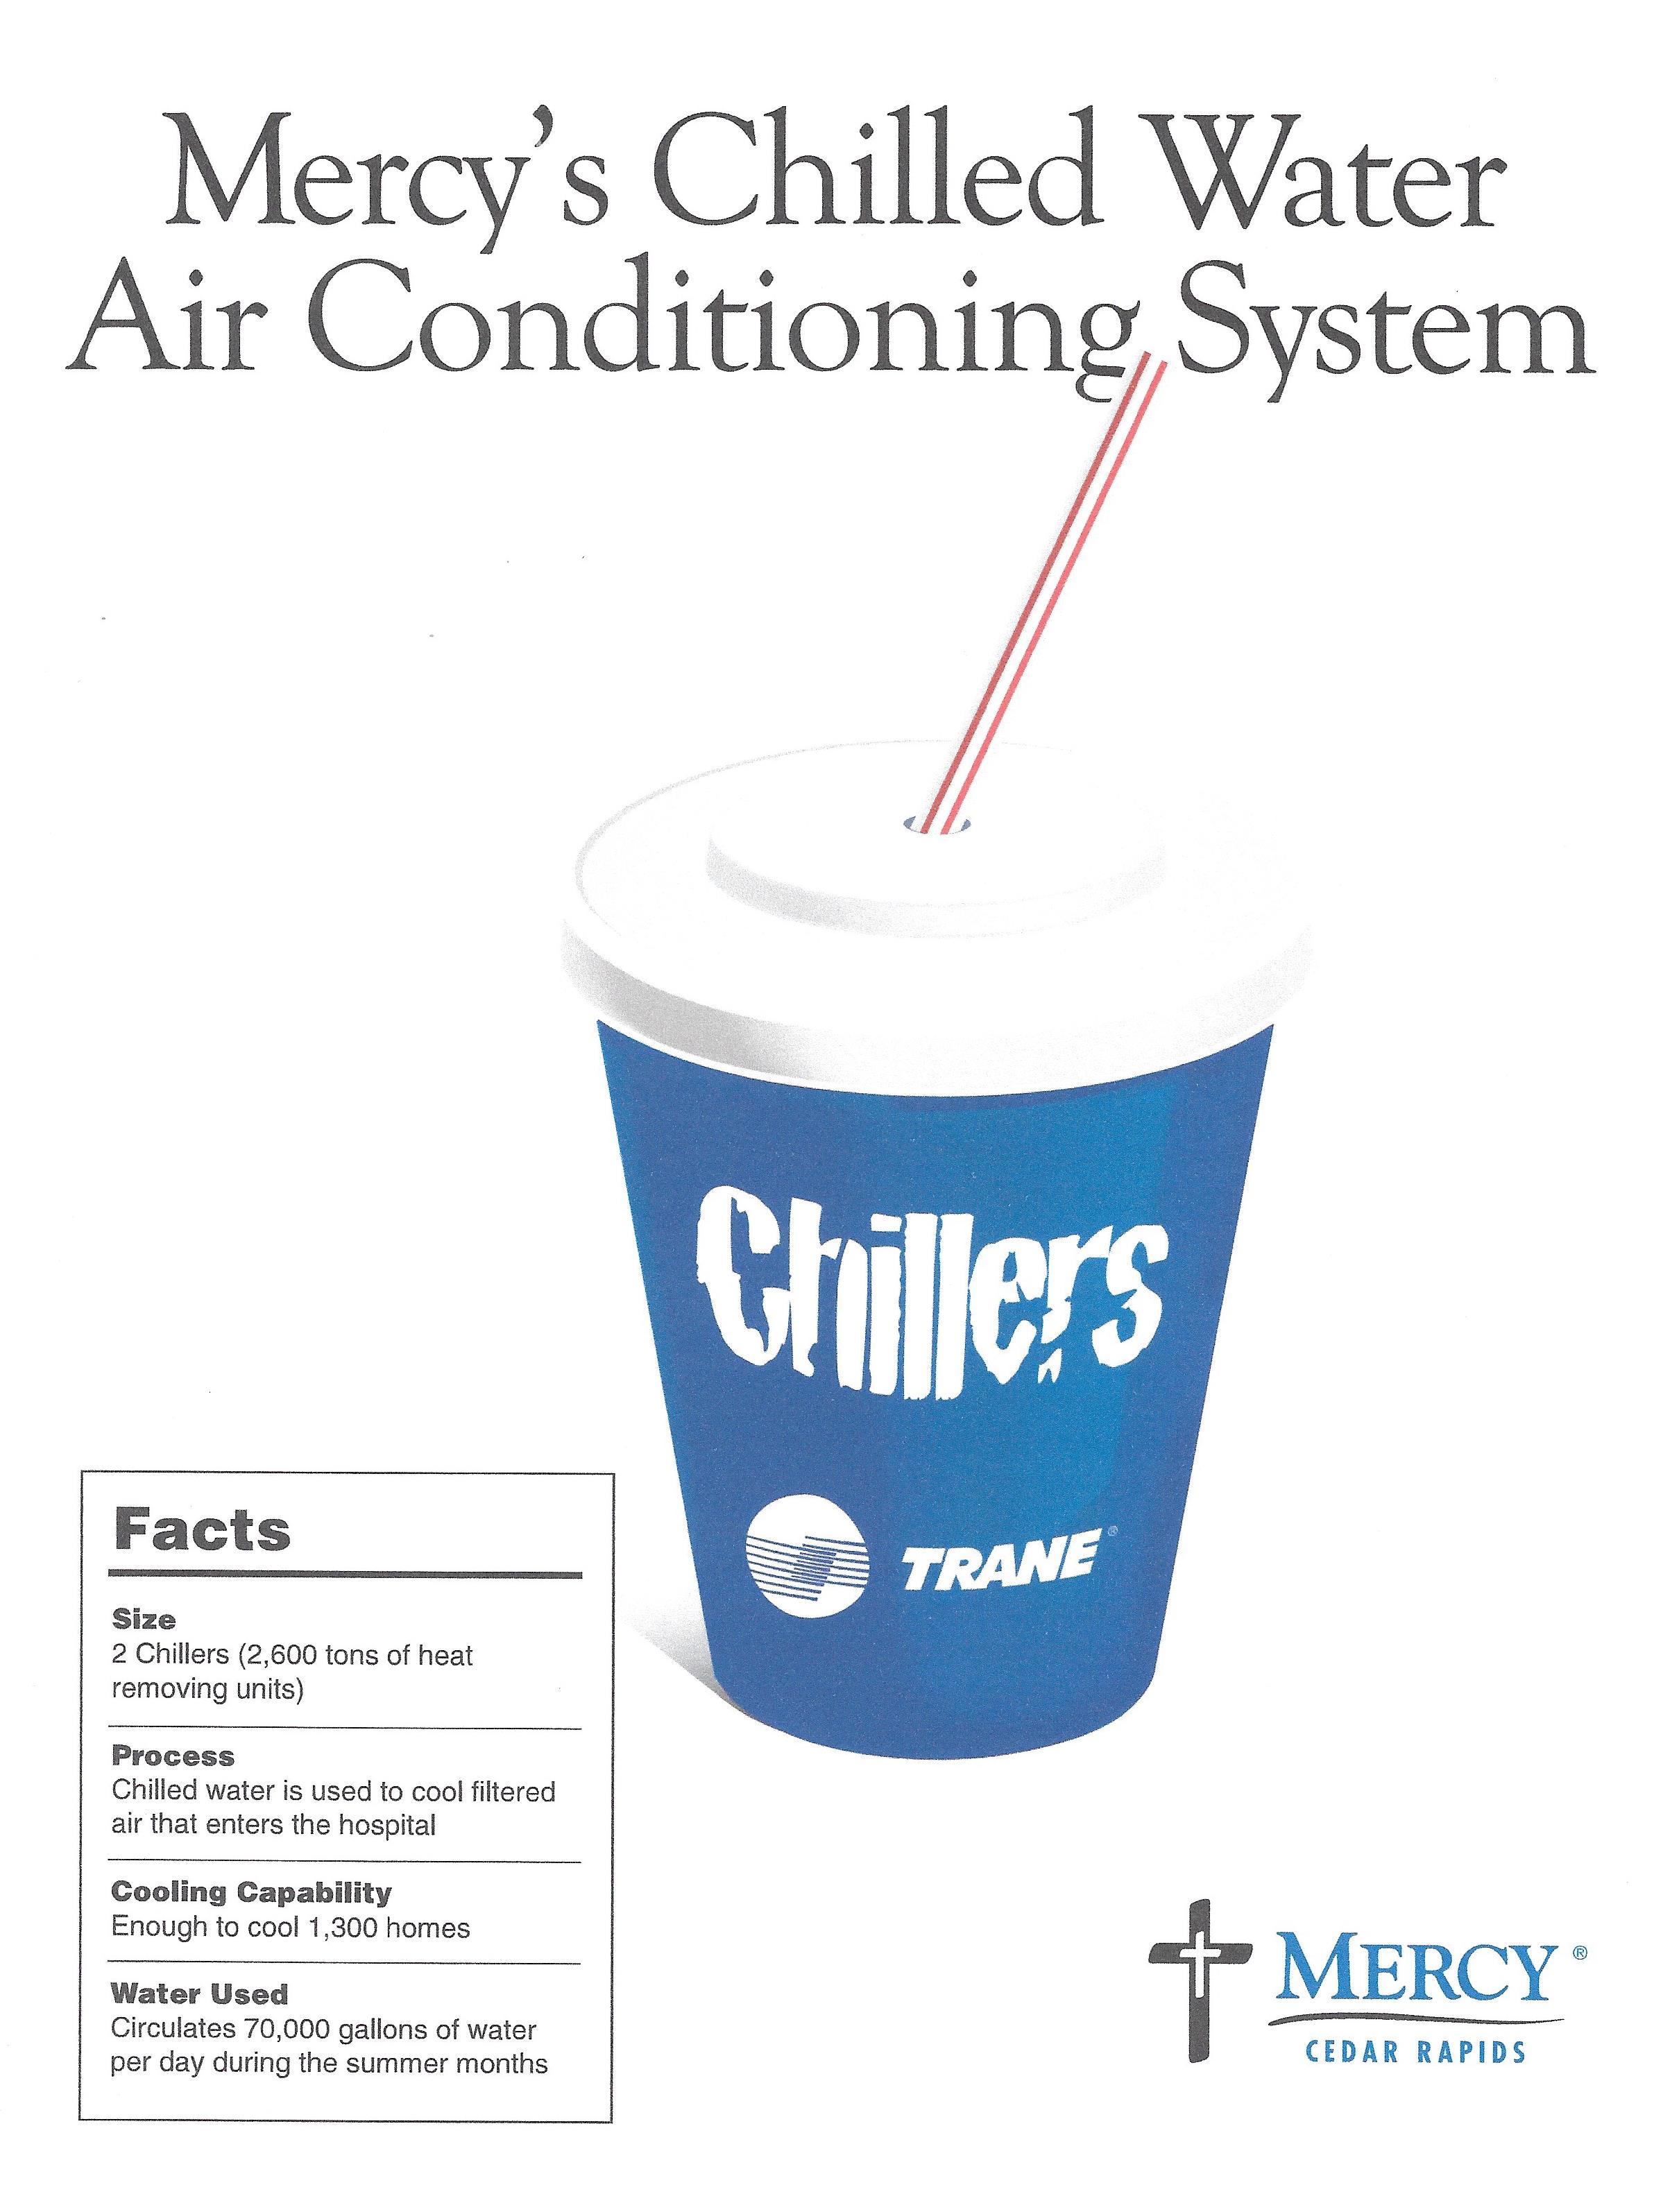 Mercy's Chilled Water
Air Conditioning System
Chillers
TRANE®
Facts
Size
2 Chillers (2,600 tons of heat
removing units)
Process
Chilled water is used to cool filtered
air that enters the hospital
Cooling Capability
Enough to cool 1,300 homes
Water Used
Circulates 70,000 gallons of water
per day during the summer months
MERCY®
CEDAR RAPIDS